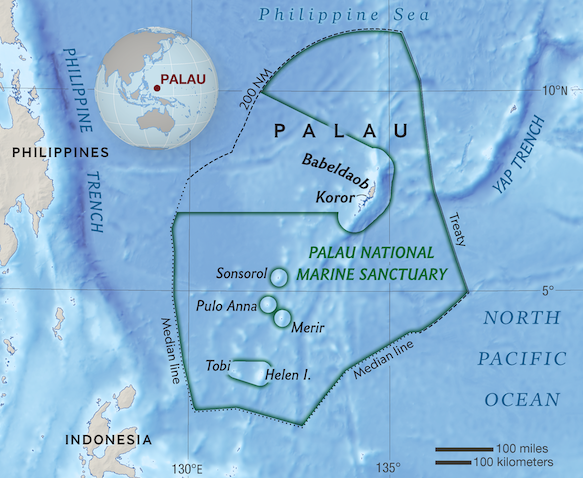 Philippine Sea
PALAU
200 NM
10°N
PHILIPPINE TRENCH
PALAU
PHILIPPINES
Babeldaob
Koror
YAP TRENCH
Treaty
PALAU NATIONAL
MARINE SANCTUARY
Sonsorol
Pulo Anna
Merir
5°
NORTH
PACIFIC
OCEAN
Median line
Median line
Tobi
Helen I.
INDONESIA
100 miles
100 kilometers
130°E
135°